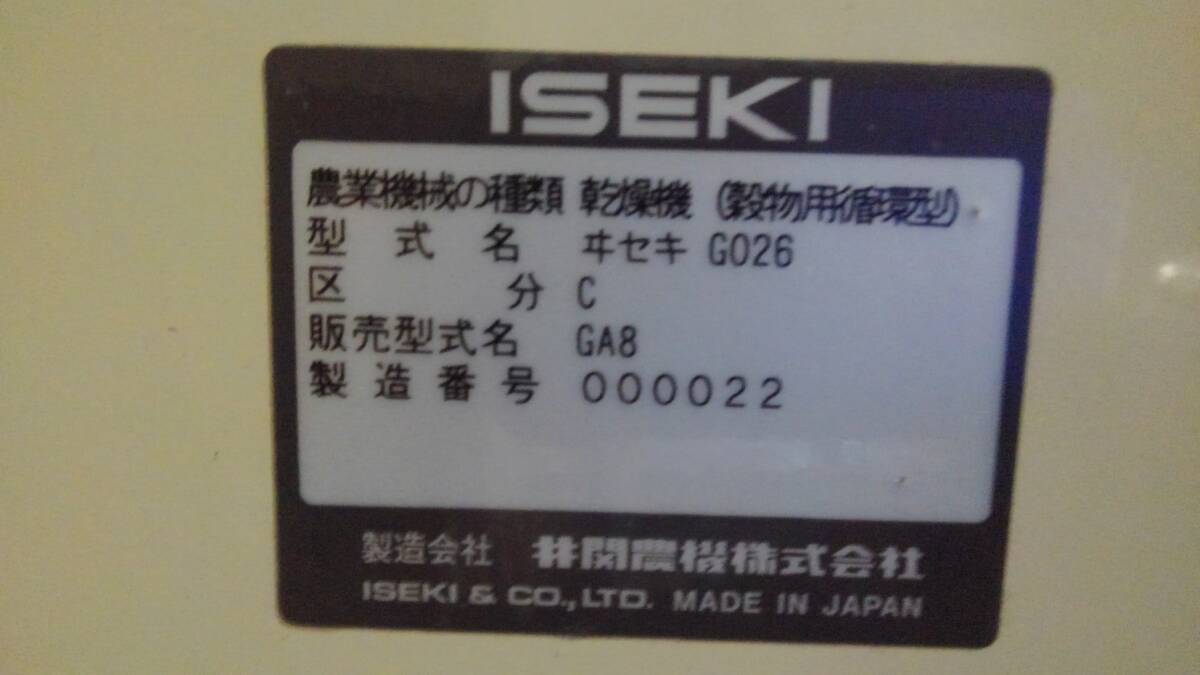 ISEKI
農業機械の種類 乾燥機 (穀物用循環型)
型式名 ヰセキ G026
区分 C
販売型式名 GA8
製造番号 000022
製造会社 井関農機株式会社
ISEKI & CO., LTD. MADE IN JAPAN